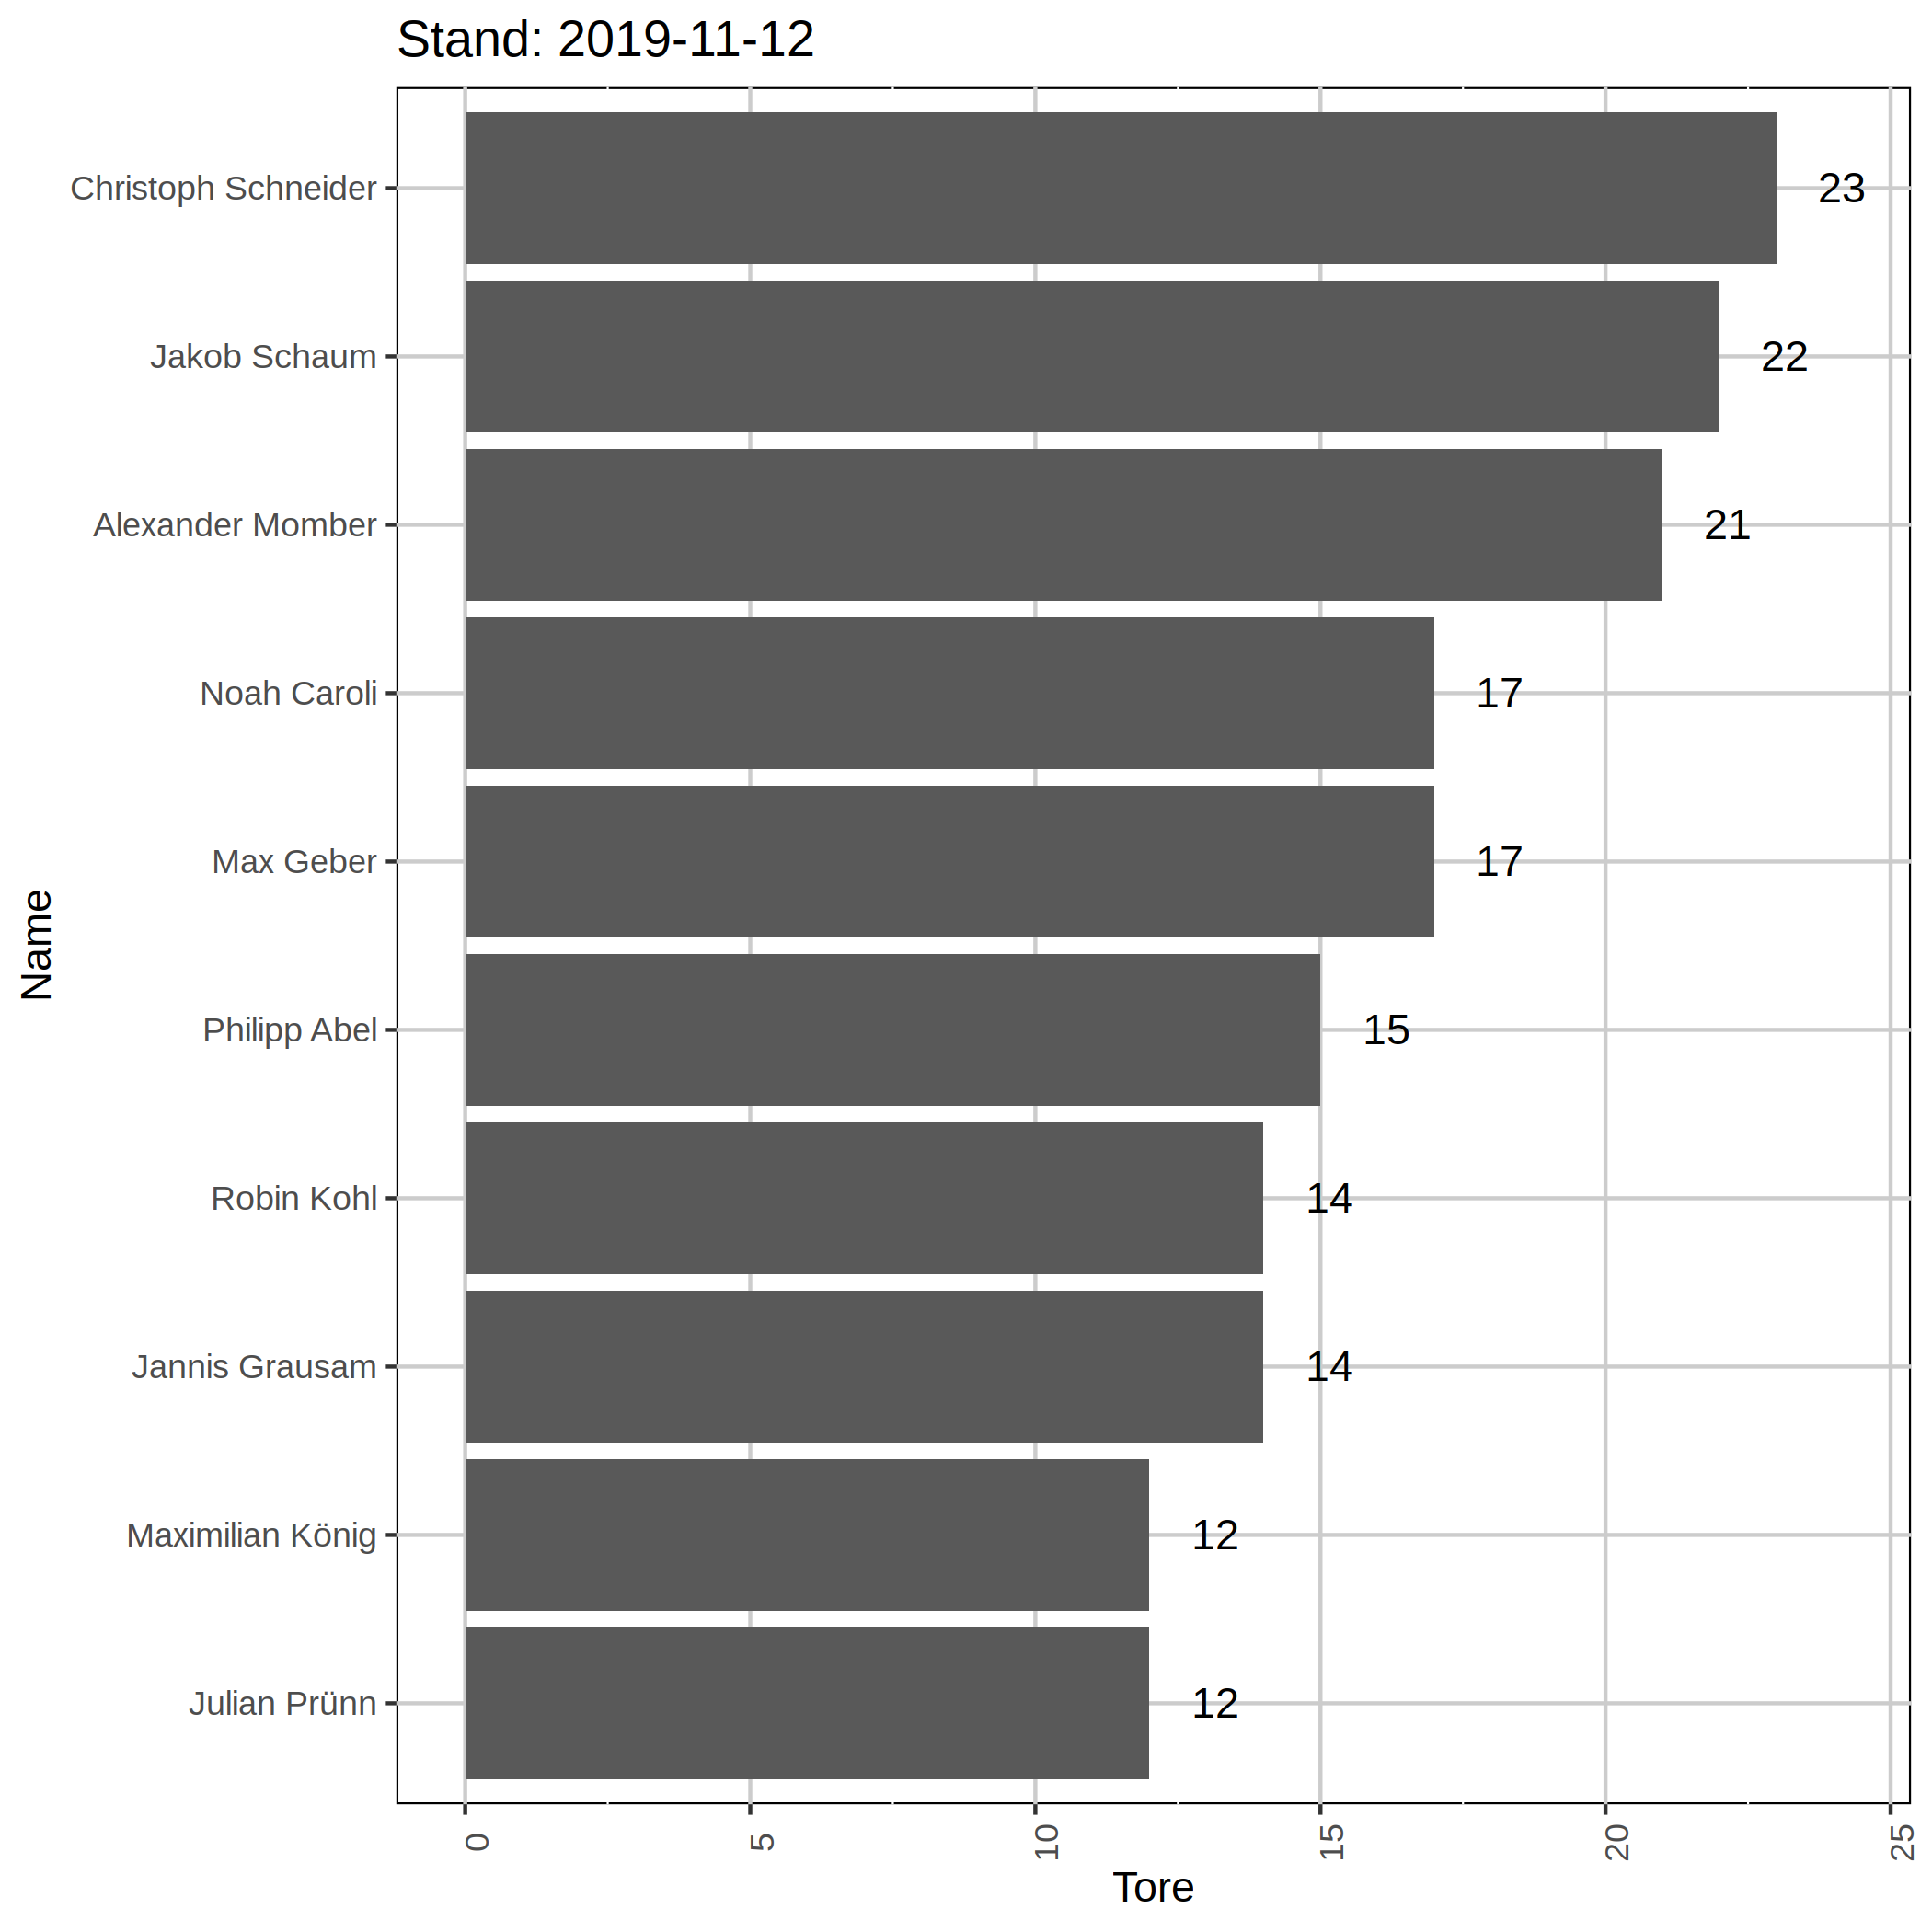 Stand: 2019-11-12
Name
Christoph Schneider 23
Jakob Schaum 22
Alexander Momber 21
Noah Caroli 17
Max Geber 17
Philipp Abel 15
Robin Kohl 14
Jannis Grausam 14
Maximilian König 12
Julian Prünn 12
0 5 10 15 20 25
Tore